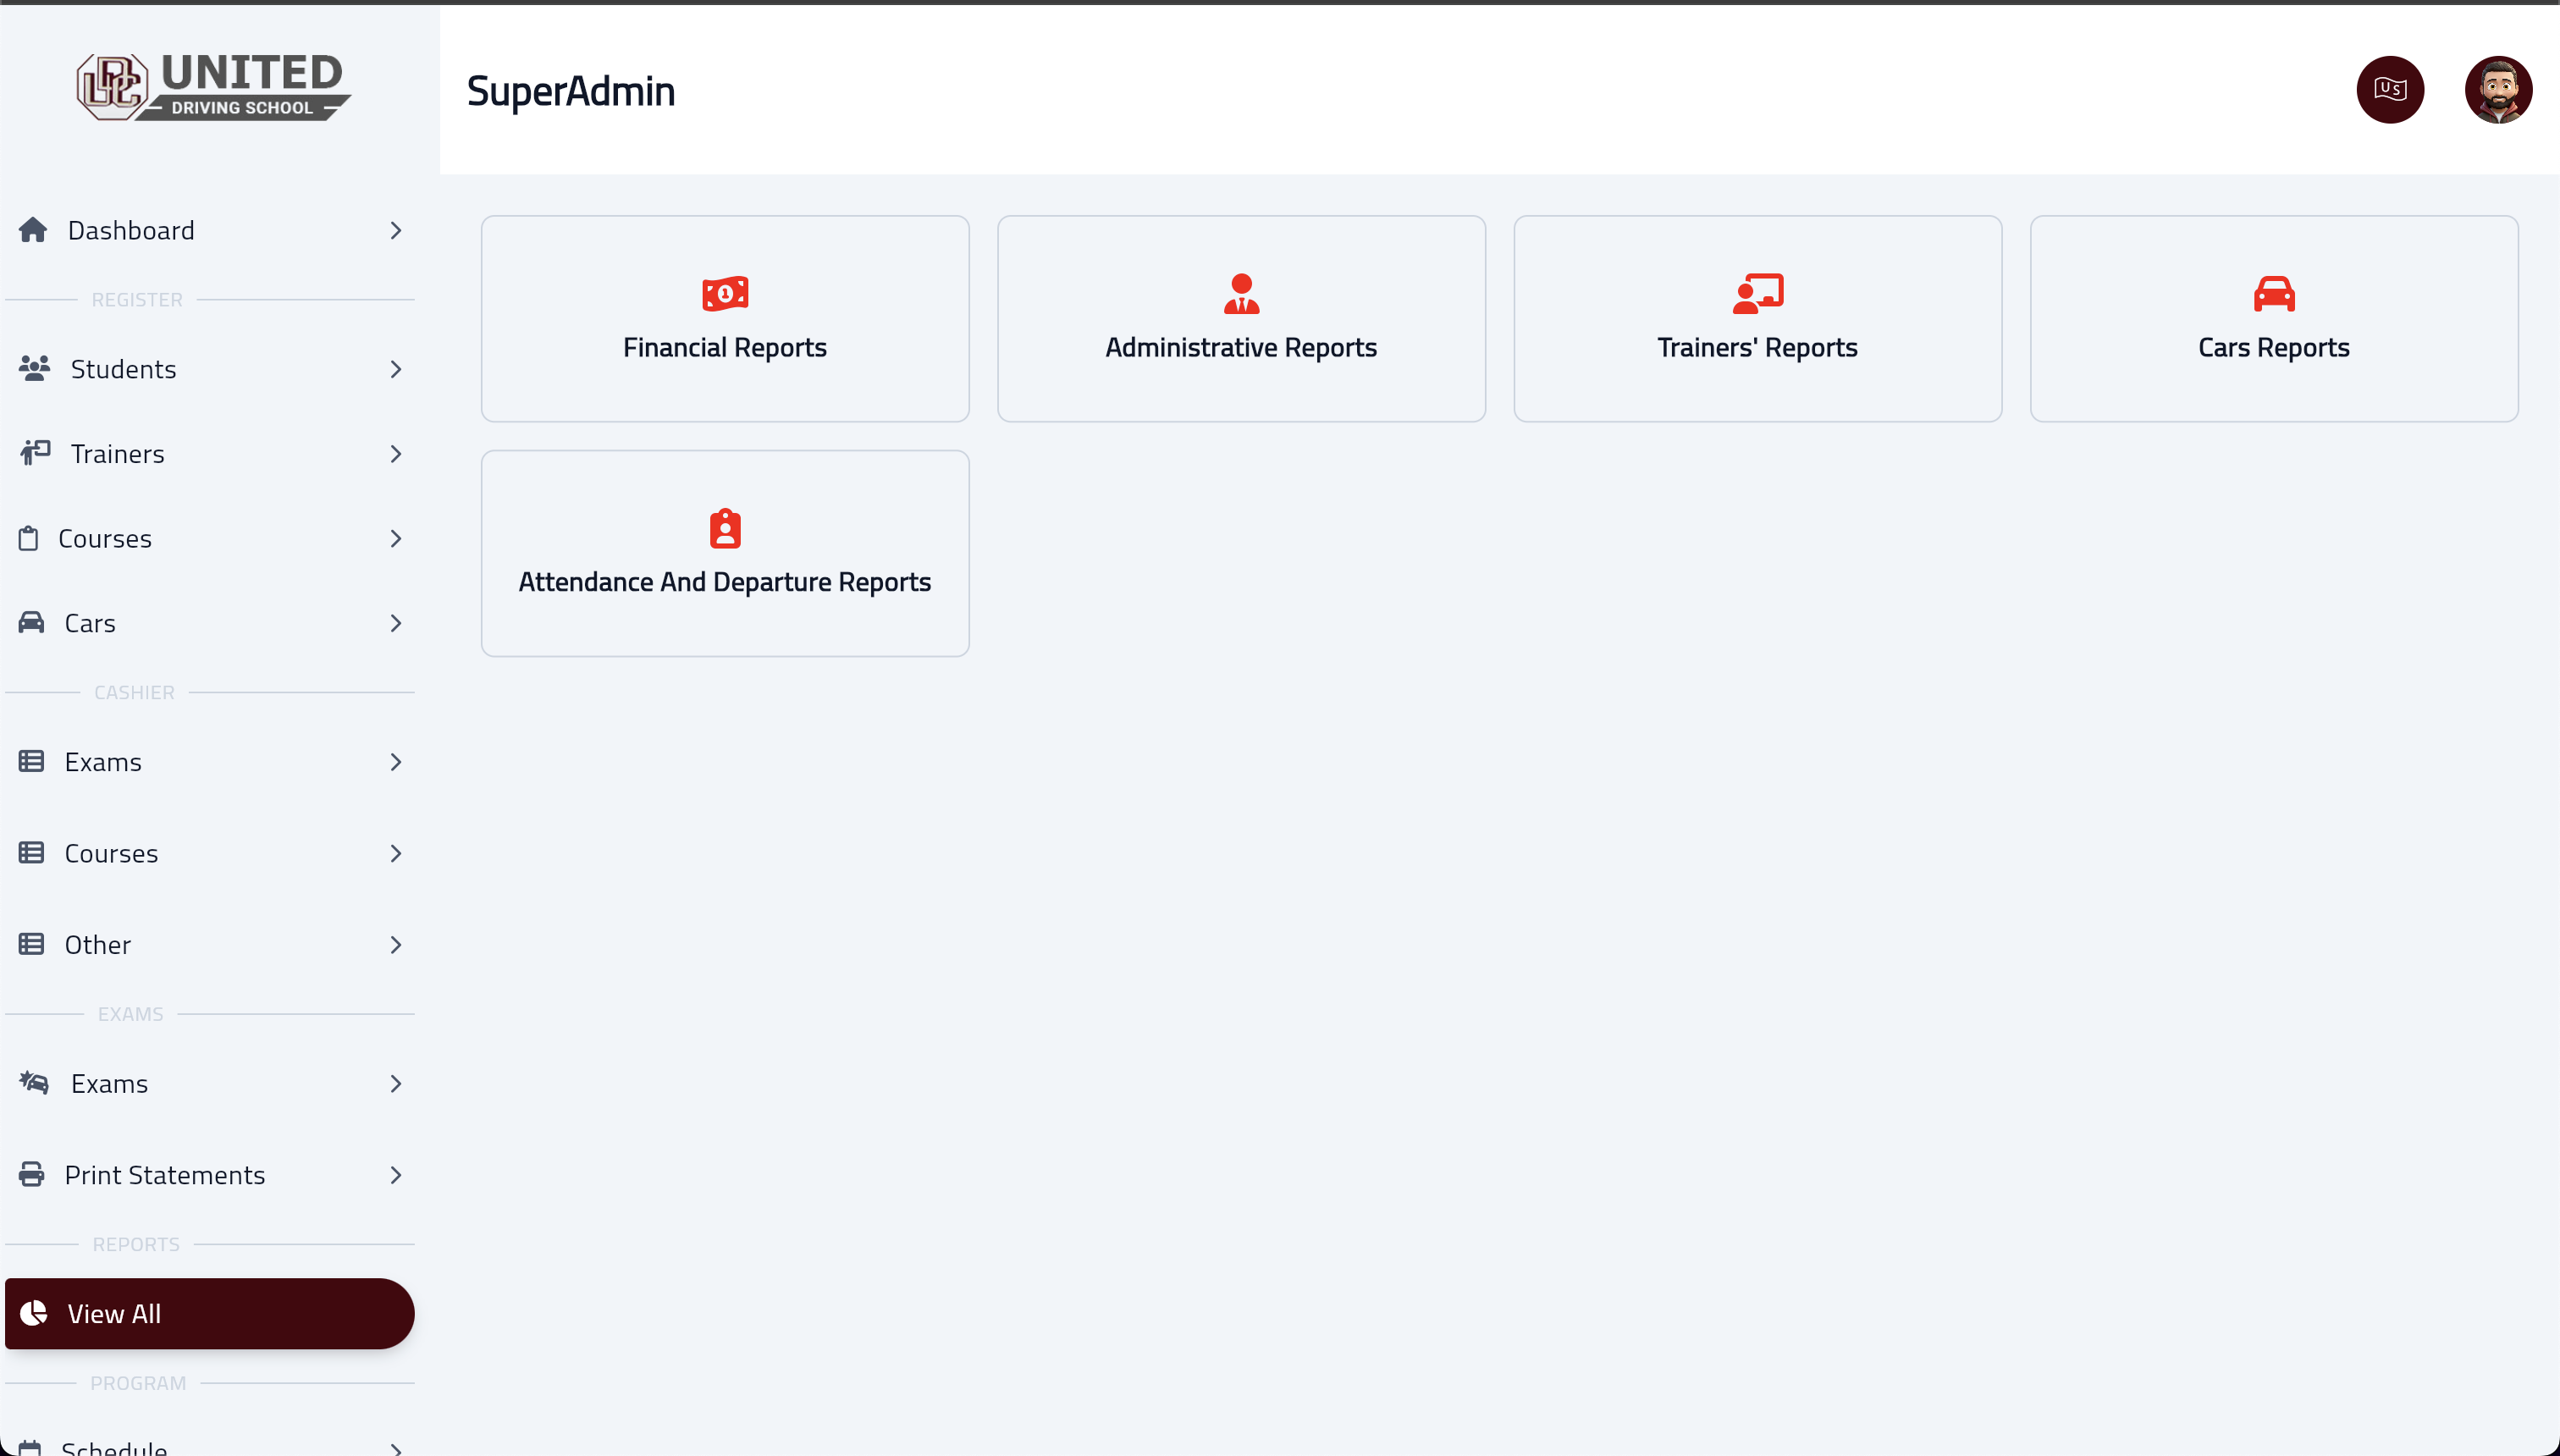 UNITED
DRIVING SCHOOL
SuperAdmin
US
Dashboard
REGISTER
Students
Trainers
Courses
Cars
CASHIER
Exams
Courses
Other
EXAMS
Exams
Print Statements
REPORTS
View All
PROGRAM
Schedule
Financial Reports
Administrative Reports
Trainers' Reports
Cars Reports
Attendance And Departure Reports